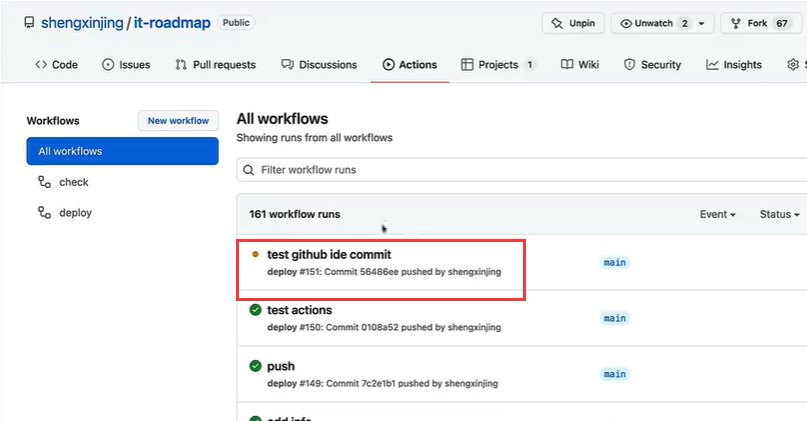 shengxinjing / it-roadmap Public
Unpin
Unwatch 2
Fork 67
Code
Issues
Pull requests
Discussions
Actions
Projects 1
Wiki
Security
Insights
Workflows
New workflow
All workflows
check
deploy
All workflows
Showing runs from all workflows
Filter workflow runs
161 workflow runs
Event
Status
test github ide commit
deploy #151: Commit 56486ee pushed by shengxinjing
main
test actions
deploy #150: Commit 0108a52 pushed by shengxinjing
main
push
deploy #149: Commit 7c2e1b1 pushed by shengxinjing
main